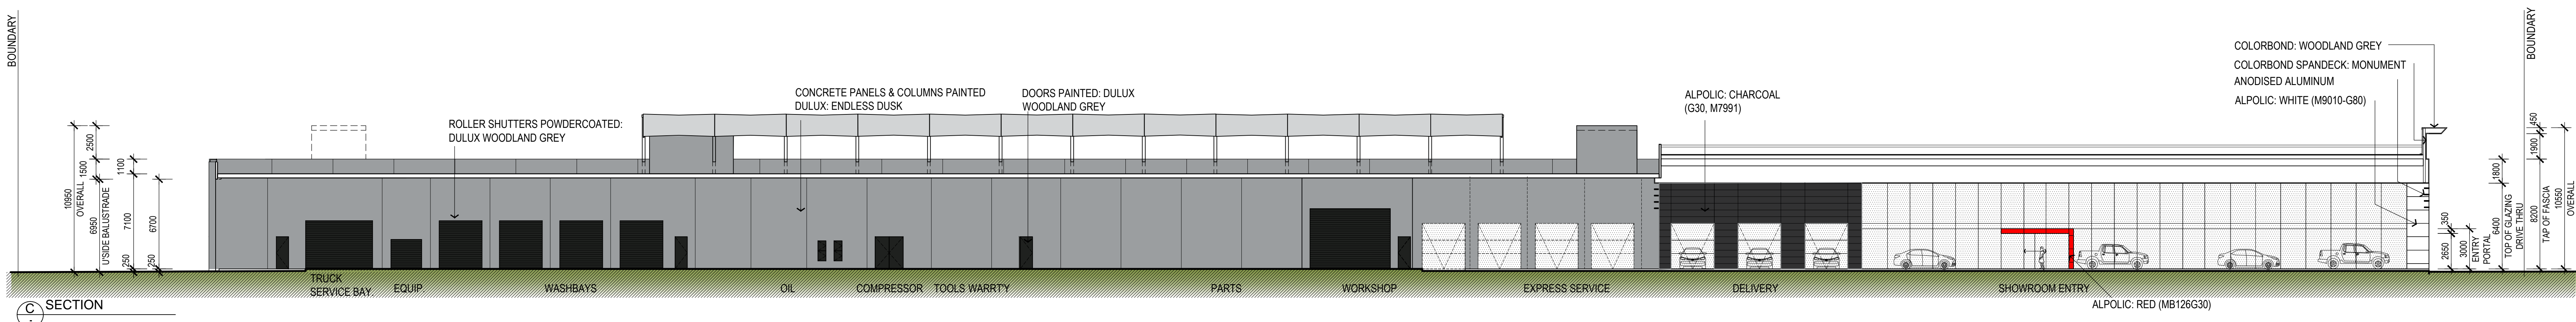 BOUNDARY
10950
OVERALL
2500
1500
6950
U'SIDE BALUSTRADE
1100
7100
250
6700
250
ROLLER SHUTTERS POWDERCOATED:
DULUX WOODLAND GREY
CONCRETE PANELS & COLUMNS PAINTED
DULUX: ENDLESS DUSK
DOORS PAINTED: DULUX
WOODLAND GREY
ALPOLIC: CHARCOAL
(G30, M7991)
COLORBOND: WOODLAND GREY
COLORBOND SPANDECK: MONUMENT
ANODISED ALUMINUM
ALPOLIC: WHITE (M9010-G80)
BOUNDARY
350
2650
3000
ENTRY
PORTAL
1800
6400
TOP OF GLAZING
DRIVE THRU
450
1900
8200
TAP OF FASCIA
10550
OVERALL
TRUCK
SERVICE BAY.
EQUIP.
WASHBAYS
OIL
COMPRESSOR
TOOLS
WARRT'Y
PARTS
WORKSHOP
EXPRESS SERVICE
DELIVERY
SHOWROOM ENTRY
ALPOLIC: RED (MB126G30)
C
SECTION